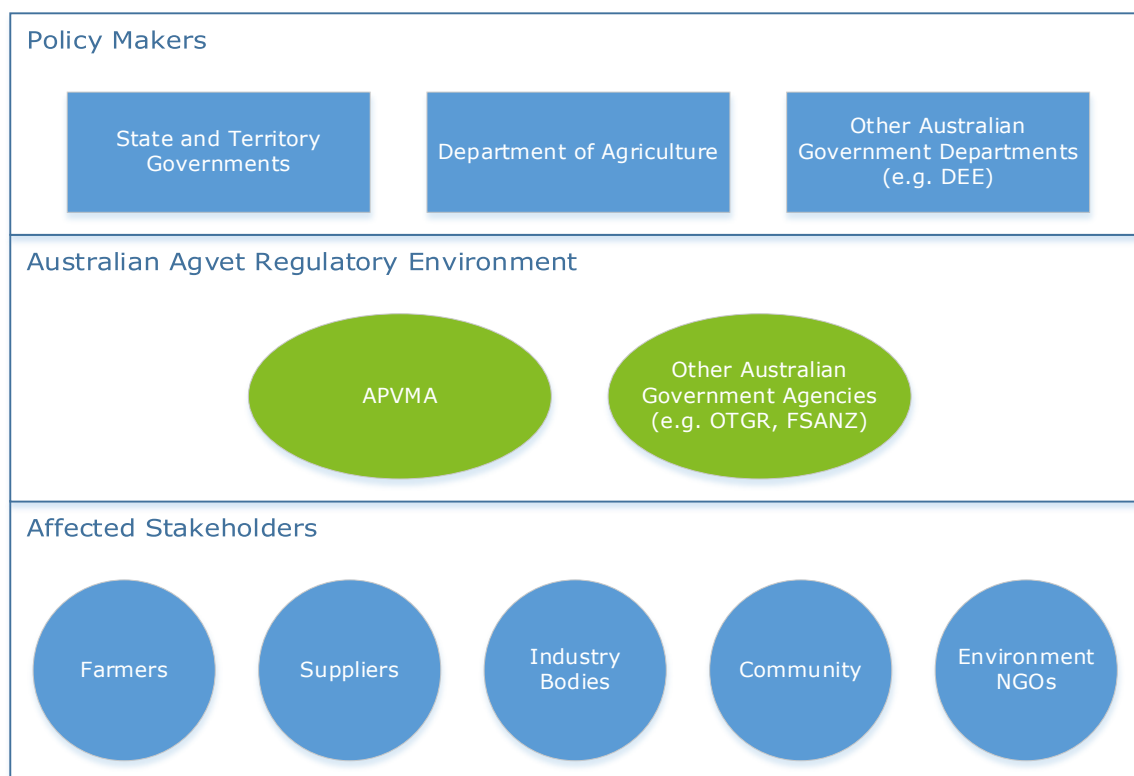 Policy Makers
State and Territory
Governments
Department of Agriculture
Other Australian
Government Departments
(e.g. DEE)
Australian Agvet Regulatory Environment
APVMA
Other Australian
Government Agencies
(e.g. OTGR, FSANZ)
Affected Stakeholders
Farmers
Suppliers
Industry
Bodies
Community
Environment
NGOs